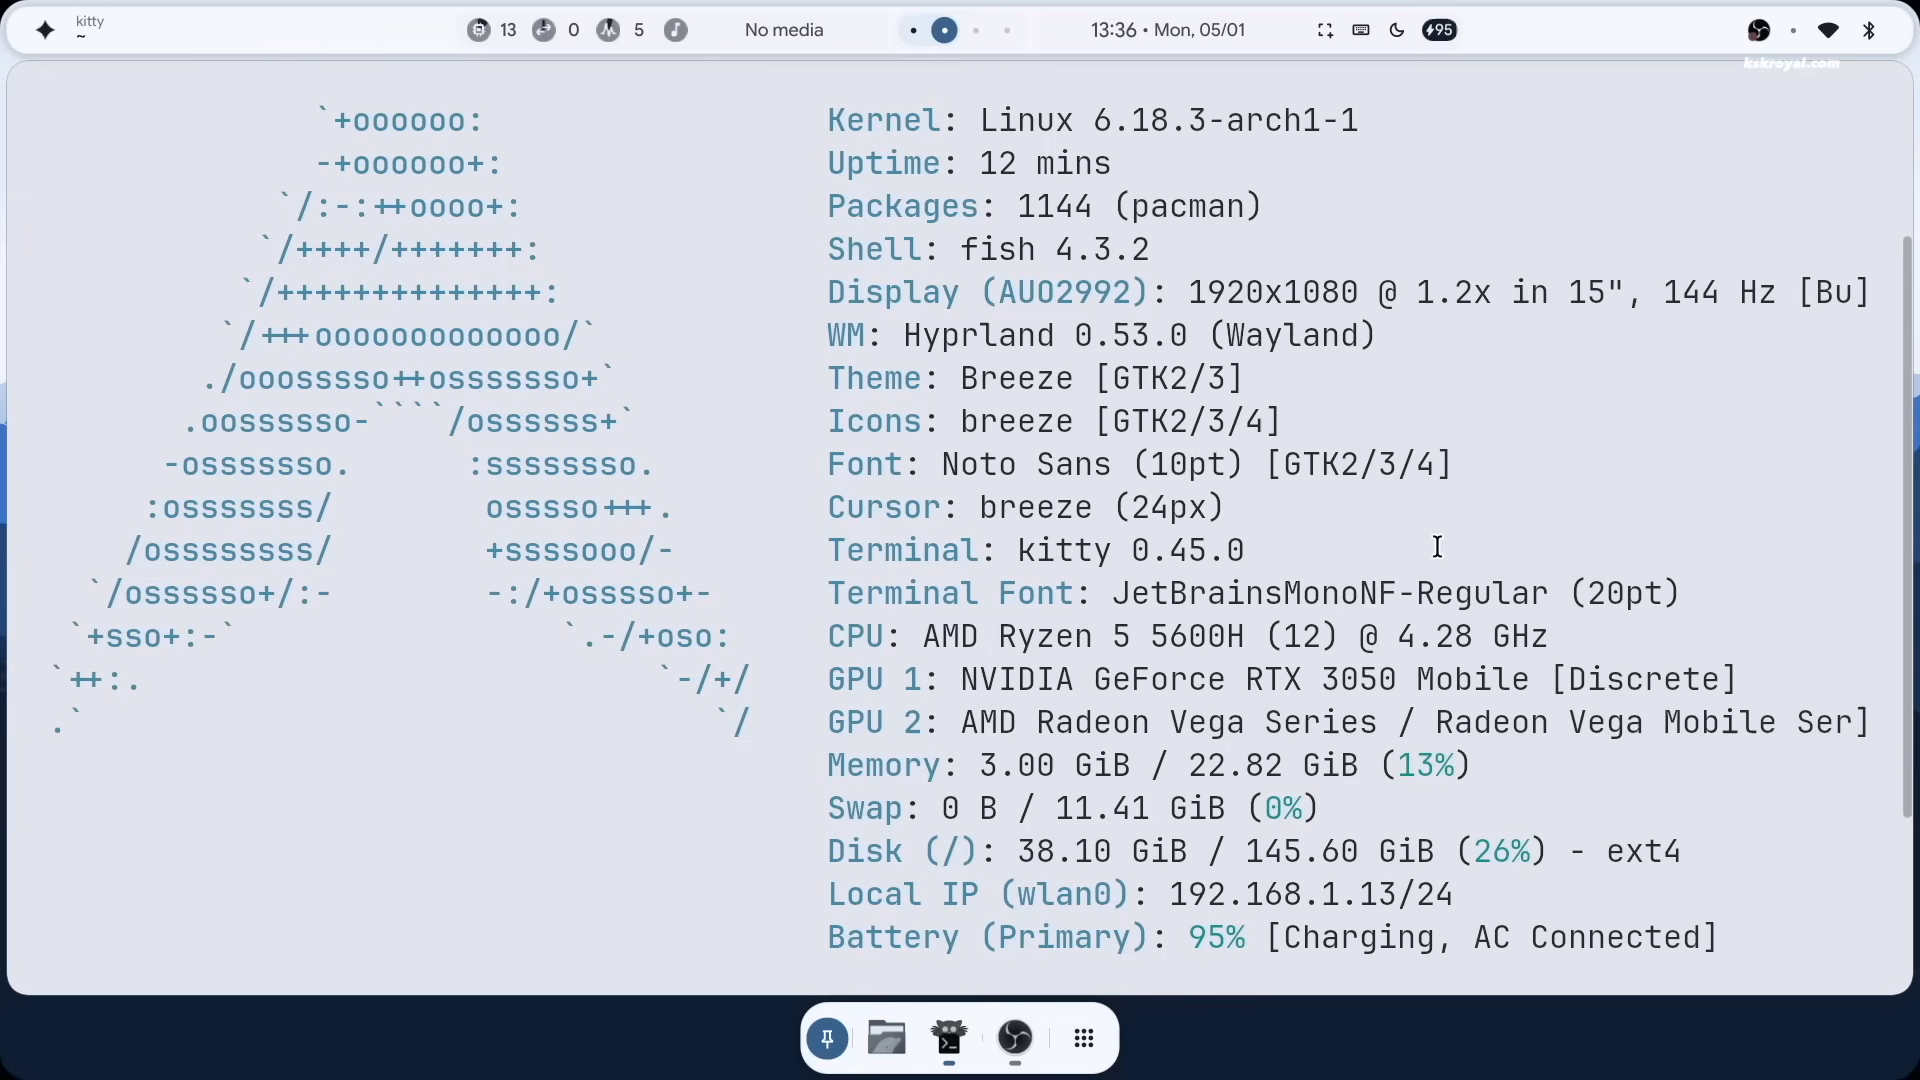 kitty
~
13
0
5
No media
13:36 • Mon, 05/01
95
kskroyal.com
`+oooooo:
-+oooooo+:
`/:-:++oooo+:
`/++++/+++++++:
`/++++++++++++++:
`/+++ooooooooooooo/`
./ooosssso++osssssso+`
.oossssso-````/ossssss+`
-osssssso. :ssssssso.
:osssssss/ osssso+++.
/ossssssss/ +ssssooo/-
`/ossssso+/:- -:/+osssso+-
`+sso+:-` `.-/+oso:
`++:. `-/+/
.` `/
Kernel: Linux 6.18.3-arch1-1
Uptime: 12 mins
Packages: 1144 (pacman)
Shell: fish 4.3.2
Display (AUO2992): 1920x1080 @ 1.2x in 15", 144 Hz [Bu]
WM: Hyprland 0.53.0 (Wayland)
Theme: Breeze [GTK2/3]
Icons: breeze [GTK2/3/4]
Font: Noto Sans (10pt) [GTK2/3/4]
Cursor: breeze (24px)
Terminal: kitty 0.45.0
Terminal Font: JetBrainsMonoNF-Regular (20pt)
CPU: AMD Ryzen 5 5600H (12) @ 4.28 GHz
GPU 1: NVIDIA GeForce RTX 3050 Mobile [Discrete]
GPU 2: AMD Radeon Vega Series / Radeon Vega Mobile Ser]
Memory: 3.00 GiB / 22.82 GiB (13%)
Swap: 0 B / 11.41 GiB (0%)
Disk (/): 38.10 GiB / 145.60 GiB (26%) - ext4
Local IP (wlan0): 192.168.1.13/24
Battery (Primary): 95% [Charging, AC Connected]